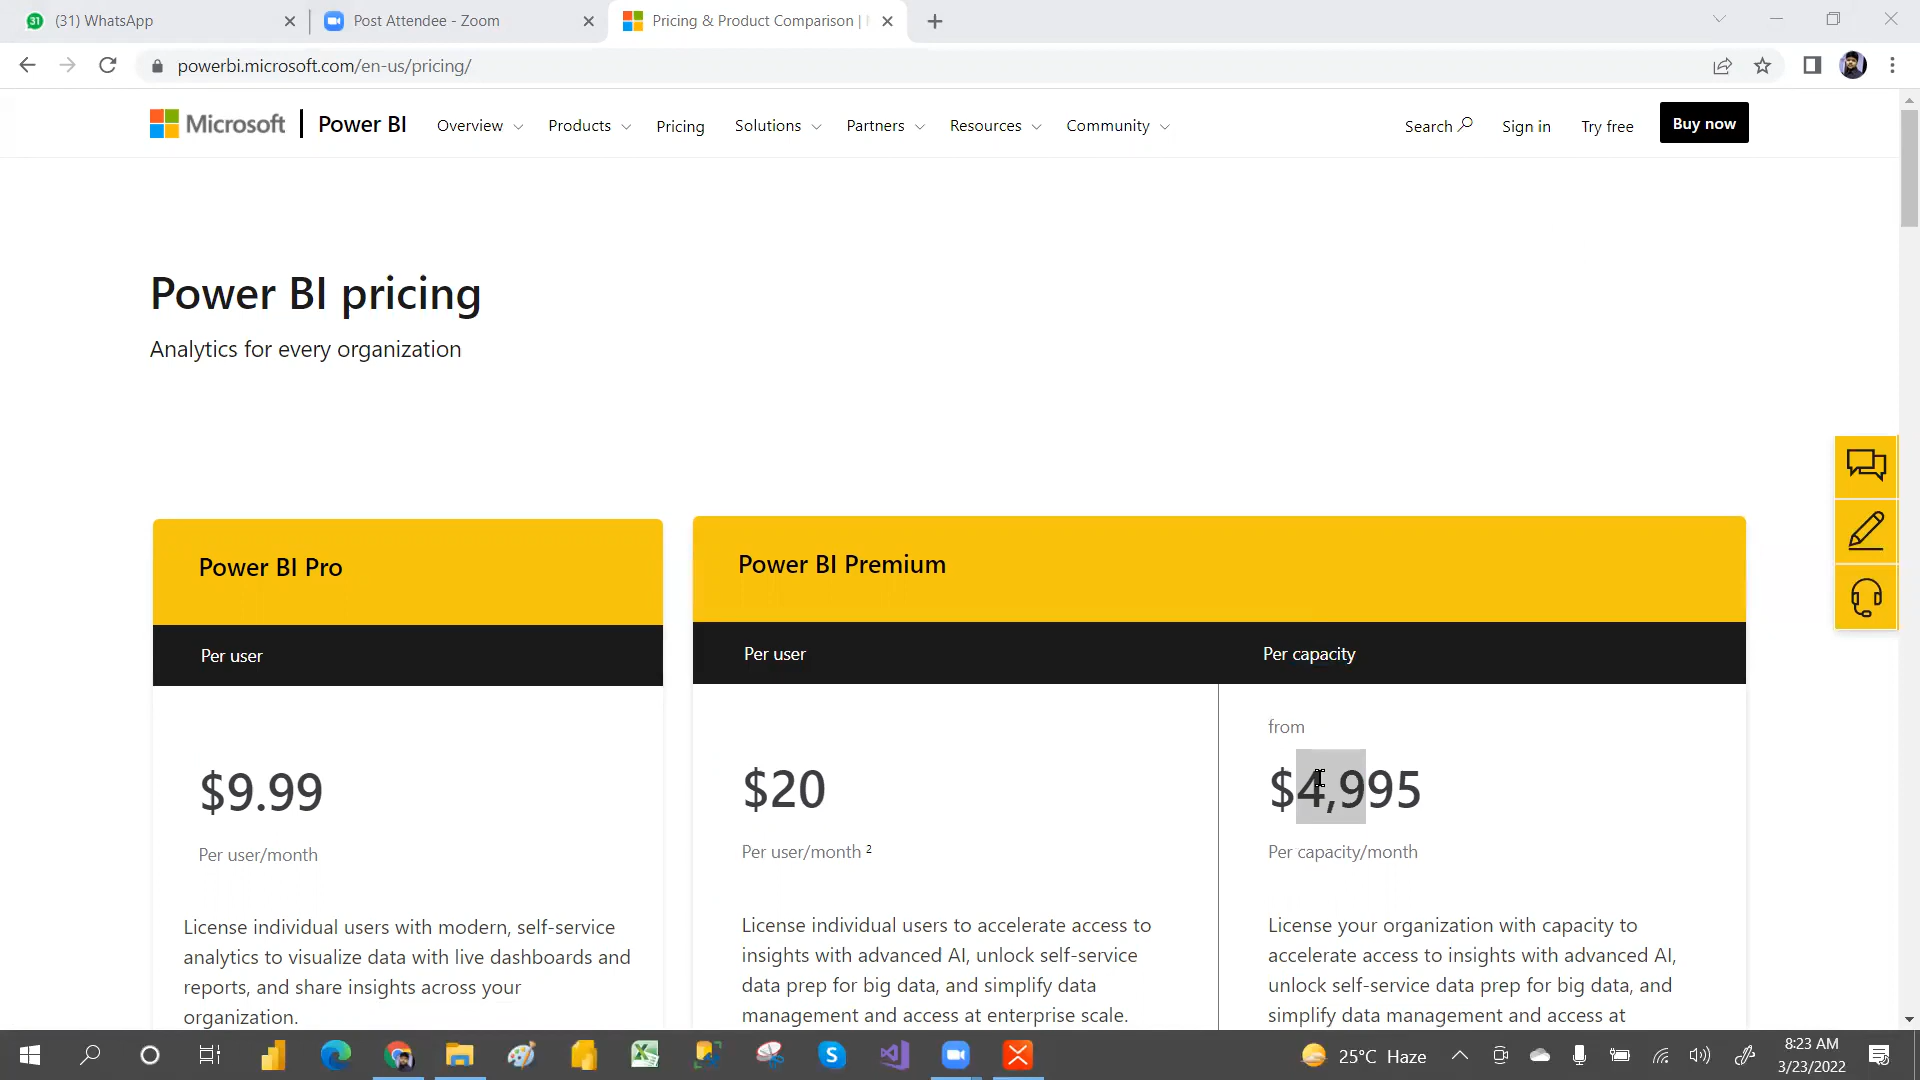 (31) WhatsApp
Post Attendee - Zoom
Pricing & Product Comparison |
powerbi.microsoft.com/en-us/pricing/
Microsoft | Power BI
Overview
Products
Pricing
Solutions
Partners
Resources
Community
Search
Sign in
Try free
Buy now
Power BI pricing
Analytics for every organization
Power BI Pro
Per user
$9.99
Per user/month
License individual users with modern, self-service
analytics to visualize data with live dashboards and
reports, and share insights across your
organization.
Power BI Premium
Per user
$20
Per user/month 2
License individual users to accelerate access to
insights with advanced AI, unlock self-service
data prep for big data, and simplify data
management and access at enterprise scale.
Per capacity
from
$4,995
Per capacity/month
License your organization with capacity to
accelerate access to insights with advanced AI,
unlock self-service data prep for big data, and
simplify data management and access at
25°C Haze
8:23 AM
3/23/2022